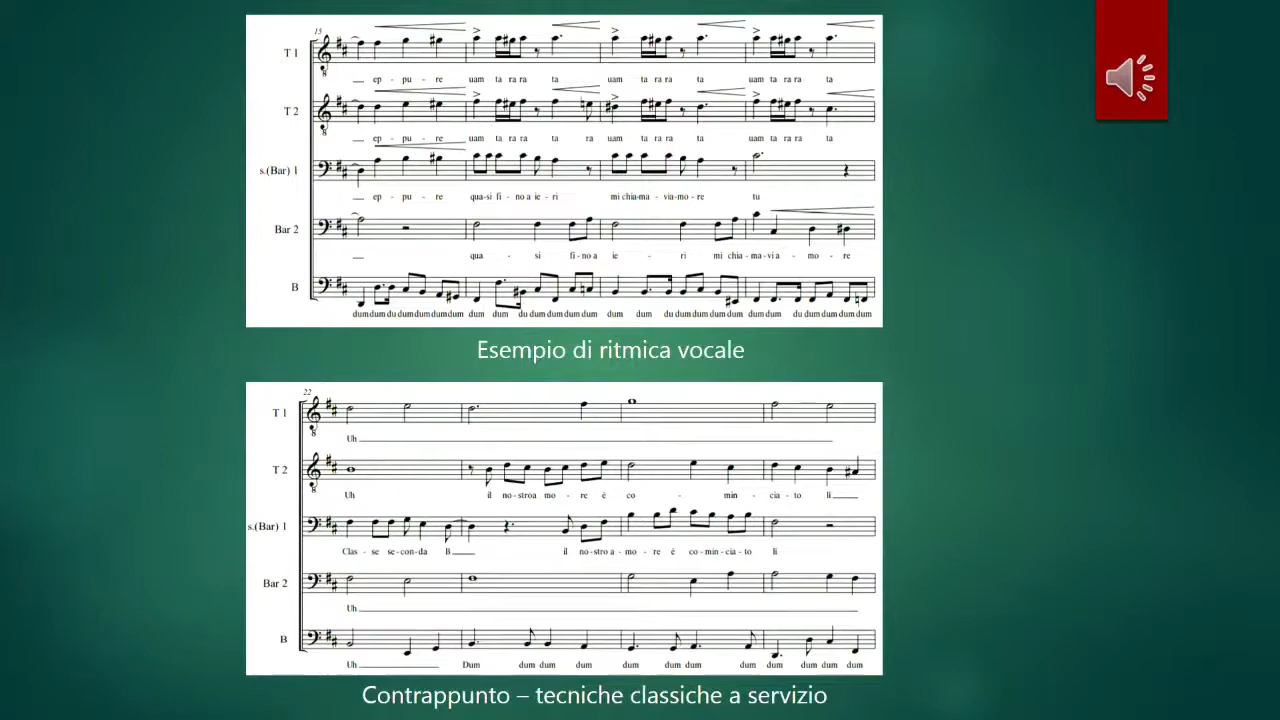 15
T 1
ep - pu - re uam ta ra ra ta uam ta ra ra ta uam ta ra ra ta
T 2
ep - pu - re uam ta ra ra ta ra uam ta ra ra ta uam ta ra ra ta
s.(Bar) 1
ep - pu - re qua-si fi - no a ie - ri mi chia-ma - via-mo - re tu
Bar 2
qua - si fi - no a ie - ri mi chia - ma - vi a - mo - re
B
dum dum du dum dum dum dum dum dum du dum dum dum dum dum dum dum dum dum dum dum du dum dum dum
Esempio di ritmica vocale
22
T 1
Uh
T 2
Uh il no - stro a mo - re è co - min - cia - to lì
s.(Bar) 1
Clas - se se - con - da B il no - stro a - mo - re è co - min - cia - to lì
Bar 2
Uh
B
Uh Dum dum dum dum dum dum dum dum dum dum dum dum
Contrappunto – tecniche classiche a servizio